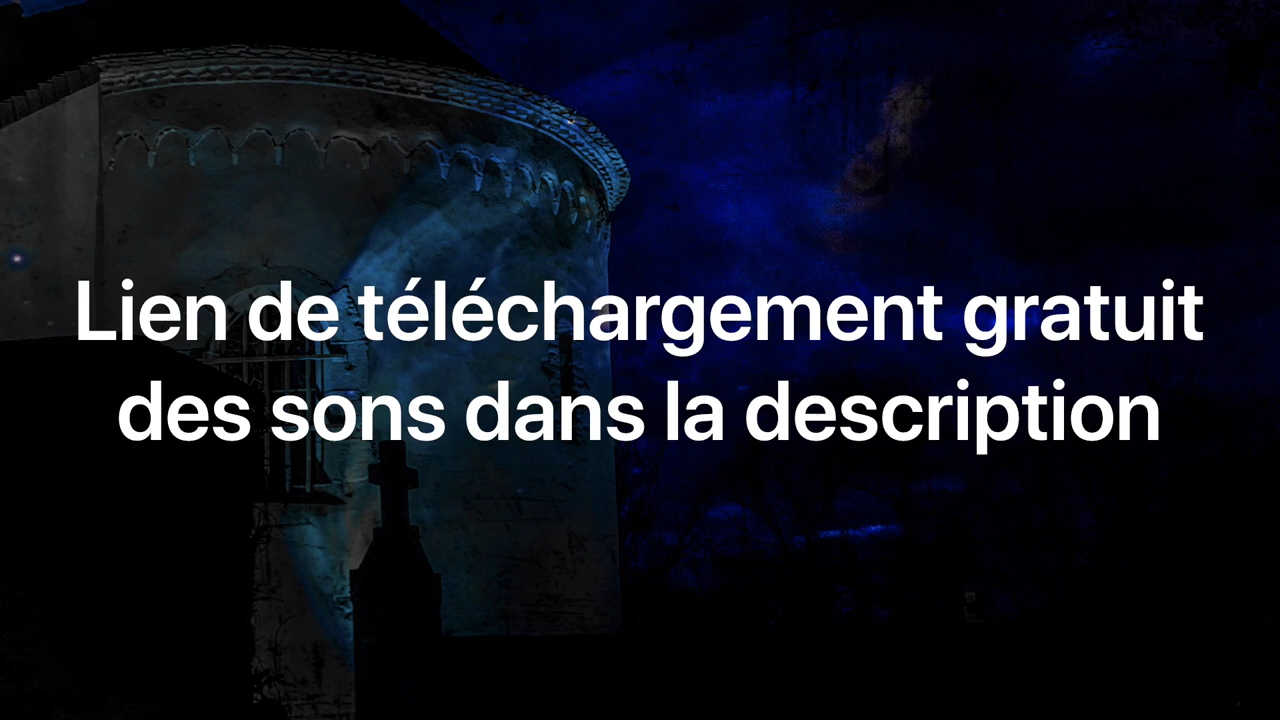 Lien de téléchargement gratuit
des sons dans la description